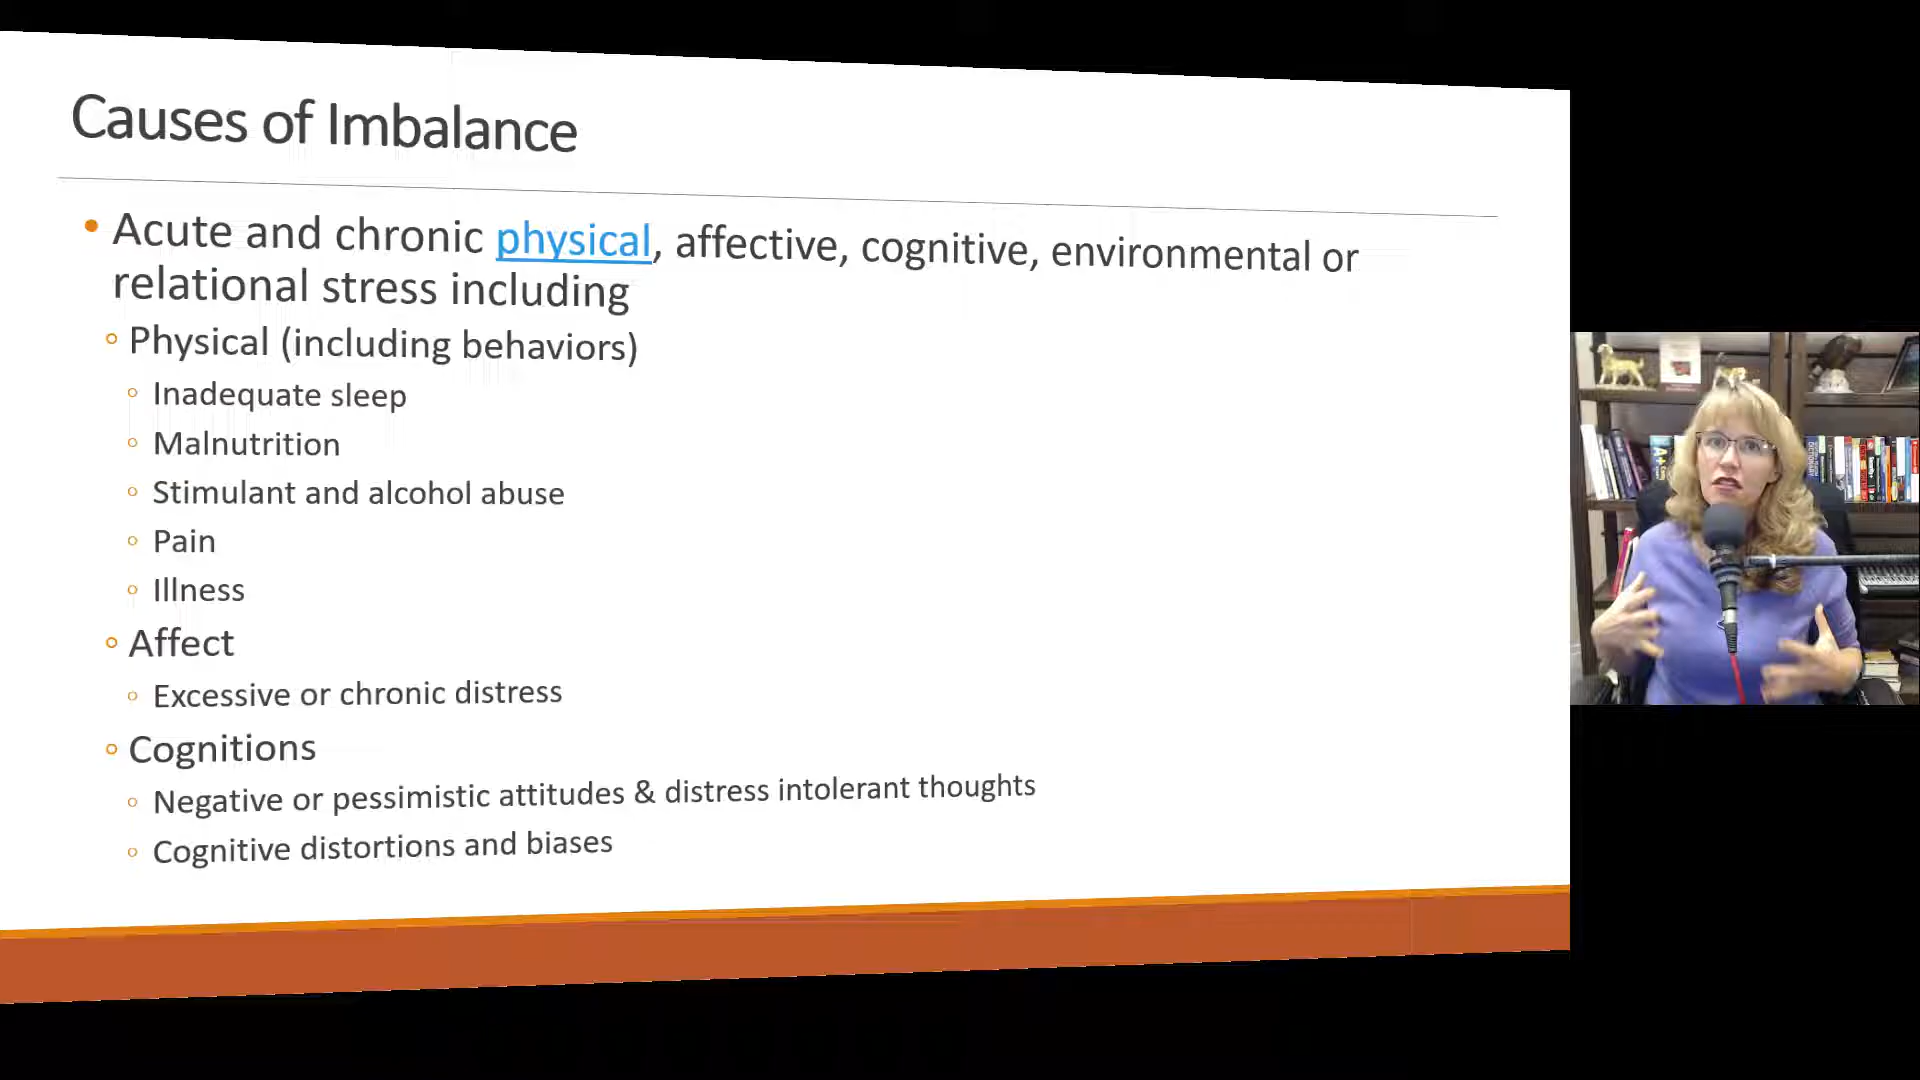 Causes of Imbalance
Acute and chronic physical, affective, cognitive, environmental or
relational stress including
Physical (including behaviors)
Inadequate sleep
Malnutrition
Stimulant and alcohol abuse
Pain
Illness
Affect
Excessive or chronic distress
Cognitions
Negative or pessimistic attitudes & distress intolerant thoughts
Cognitive distortions and biases